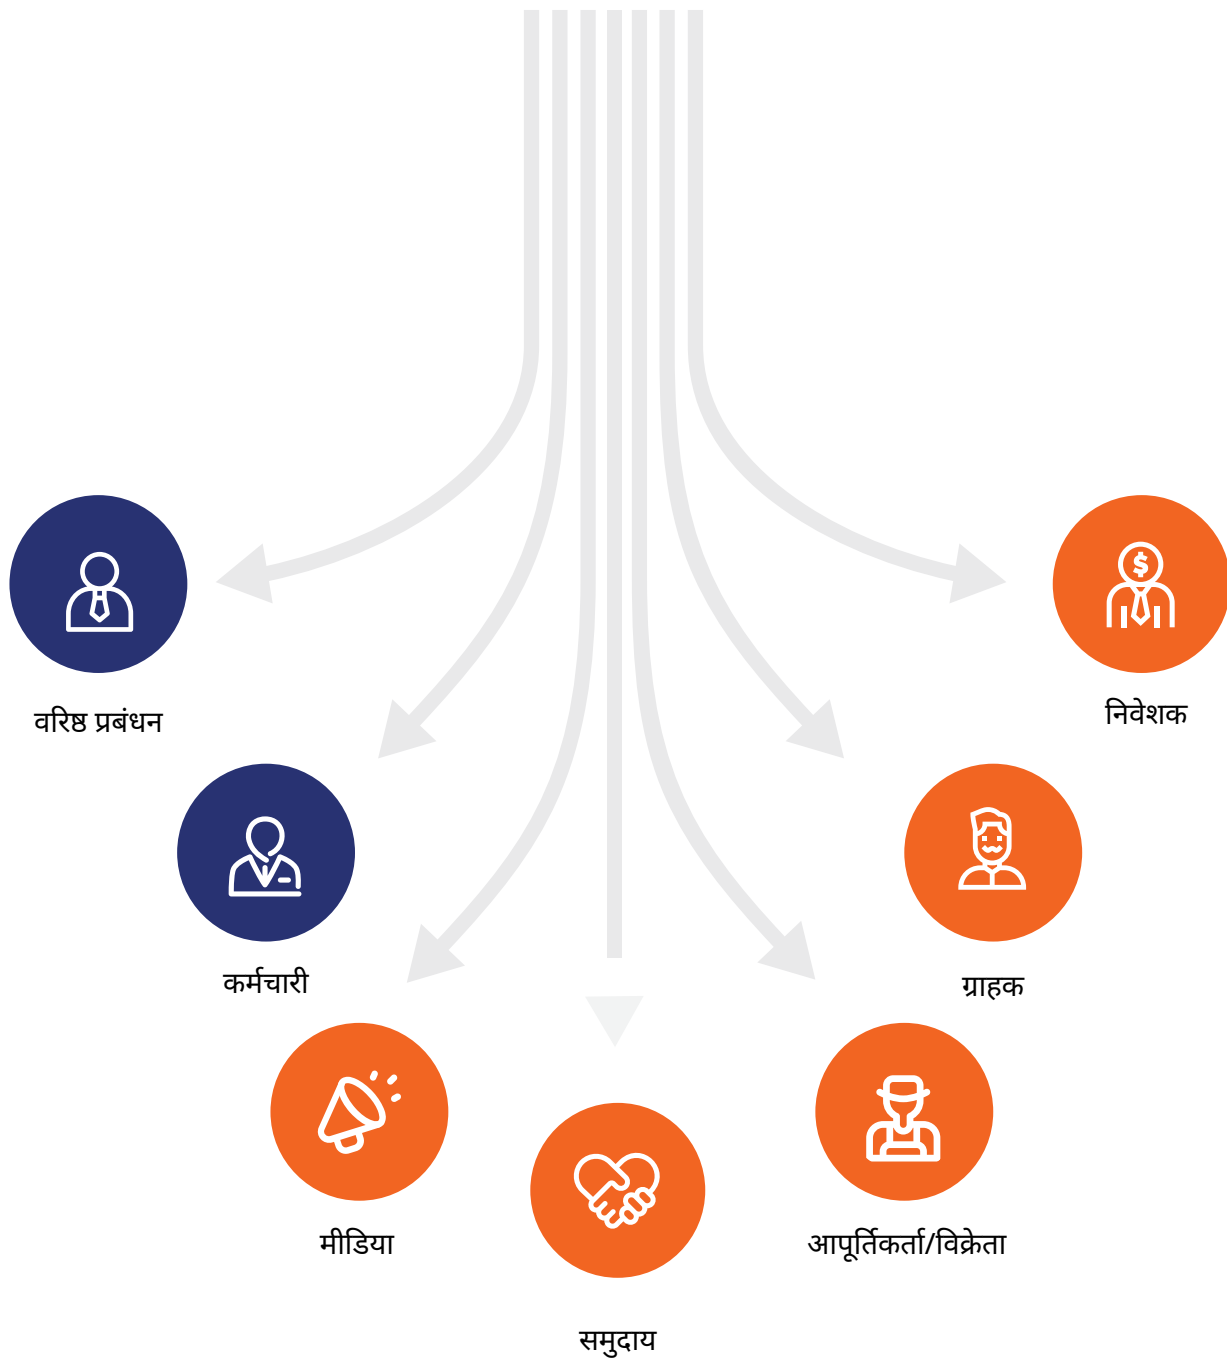 वरिष्ठ प्रबंधन
निवेशक
कर्मचारी
ग्राहक
मीडिया
आपूर्तिकर्ता/विक्रेता
समुदाय